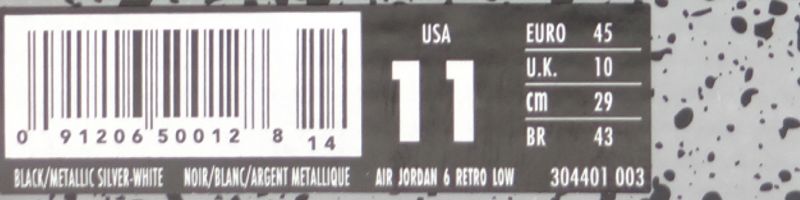 USA
11
EURO 45
U.K. 10
cm 29
BR 43
0 91206 50012 8 14
BLACK/METALLIC SILVER-WHITE NOIR/BLANC/ARGENT METALLIQUE AIR JORDAN 6 RETRO LOW 304401 003